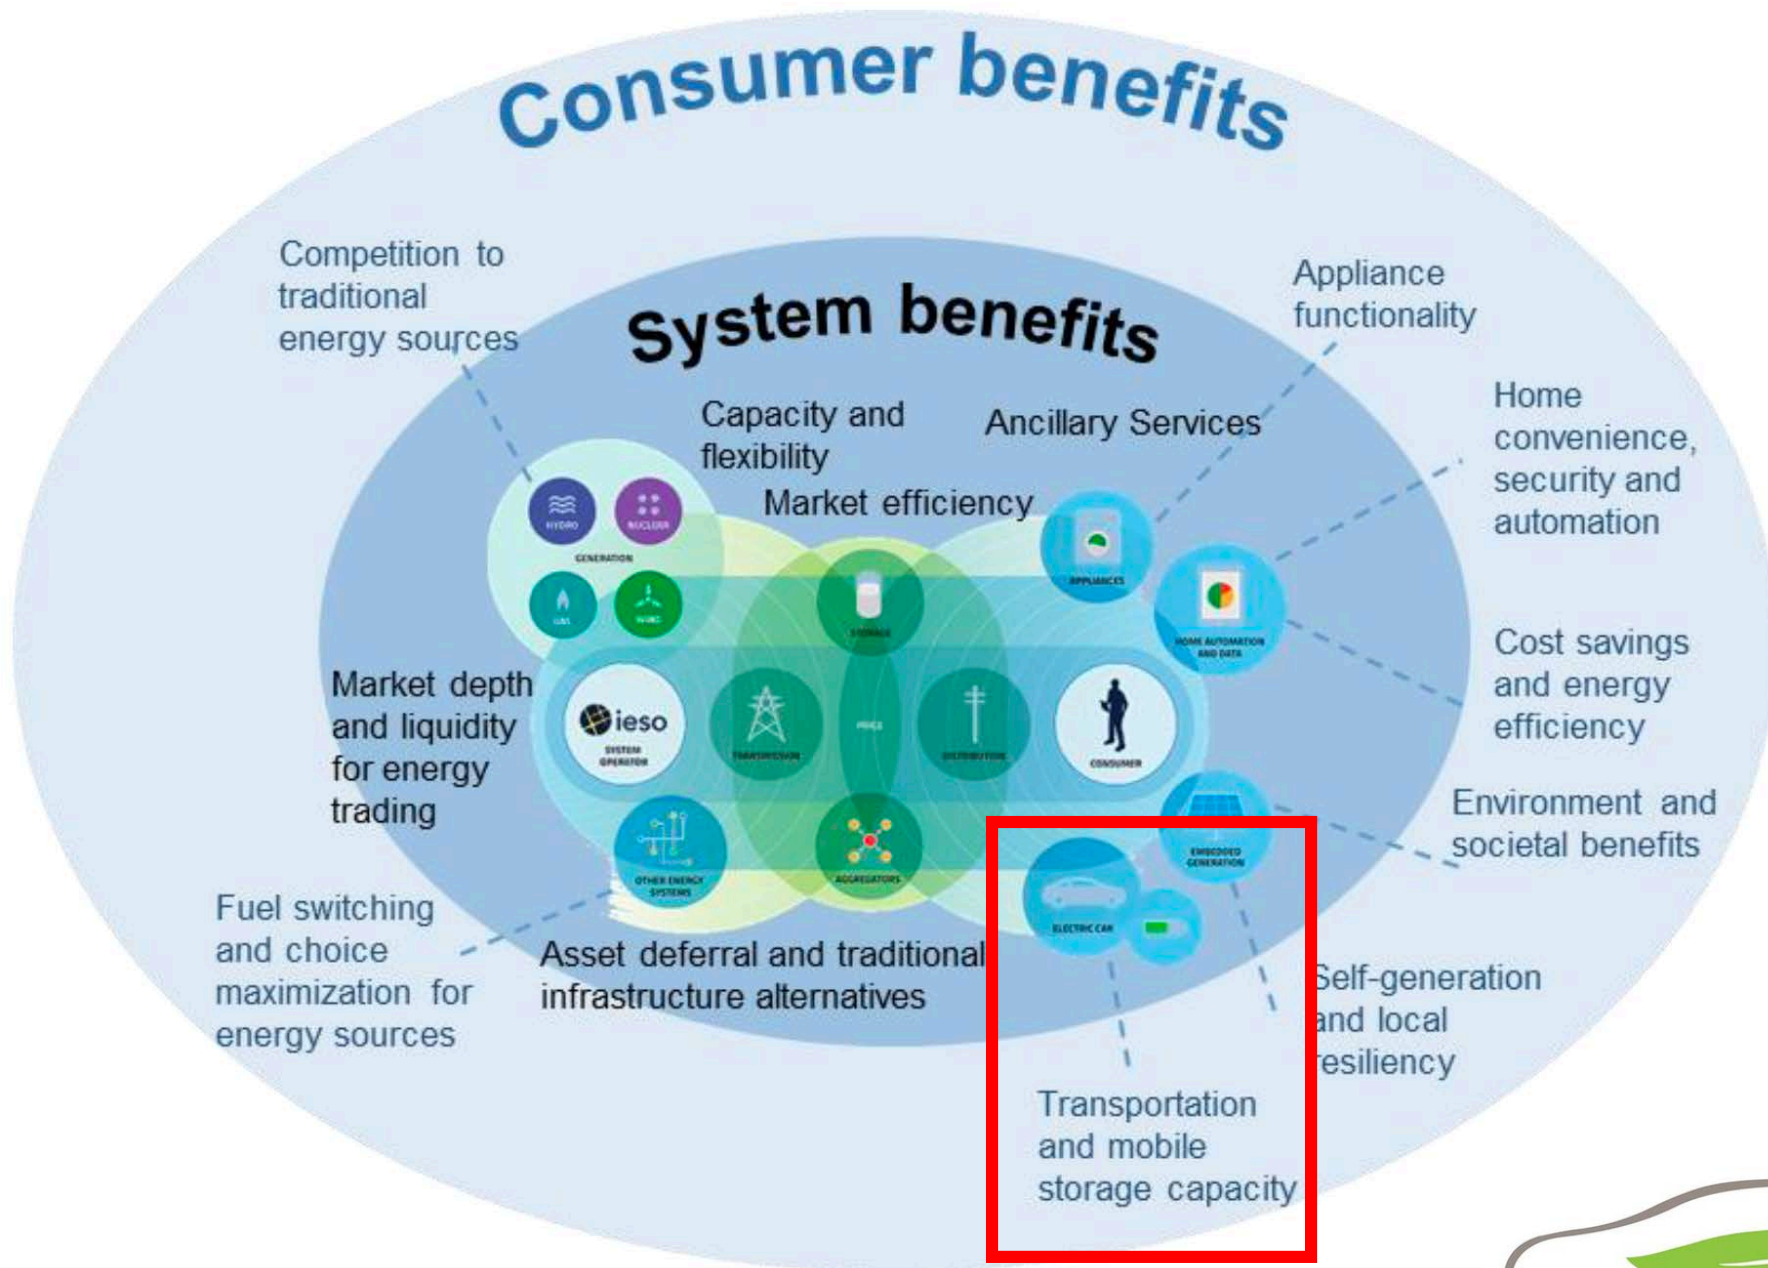 Consumer benefits
Competition to
traditional
energy sources
System benefits
Appliance
functionality
Capacity and
flexibility
Ancillary Services
Market efficiency
Home
convenience,
security and
automation
HYDRO
NUCLEAR
GENERATION
GAS
WIND
STORAGE
APPLIANCES
HOME AUTOMATION
AND DATA
Cost savings
and energy
efficiency
Market depth
and liquidity
for energy
trading
ieso
SYSTEM
OPERATOR
TRANSMISSION
PRICE
DISTRIBUTION
CONSUMER
Environment and
societal benefits
OTHER ENERGY
SYSTEMS
AGGREGATORS
EMBEDDED
GENERATION
ELECTRIC CAR
Fuel switching
and choice
maximization for
energy sources
Asset deferral and traditional
infrastructure alternatives
Self-generation
and local
resiliency
Transportation
and mobile
storage capacity